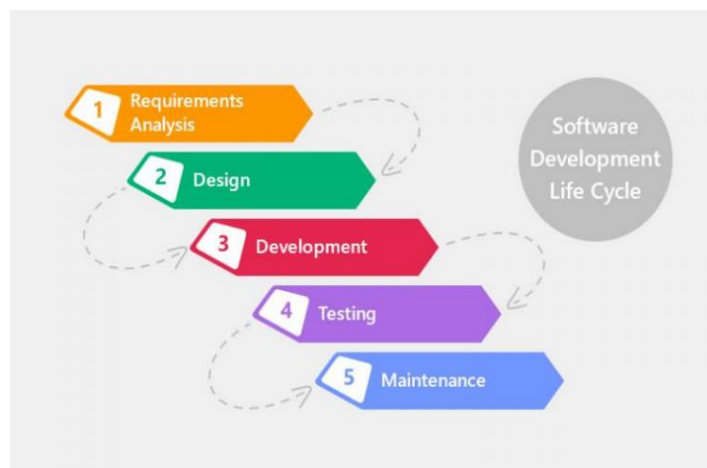 1
Requirements
Analysis
2
Design
3
Development
4
Testing
5
Maintenance
Software
Development
Life Cycle